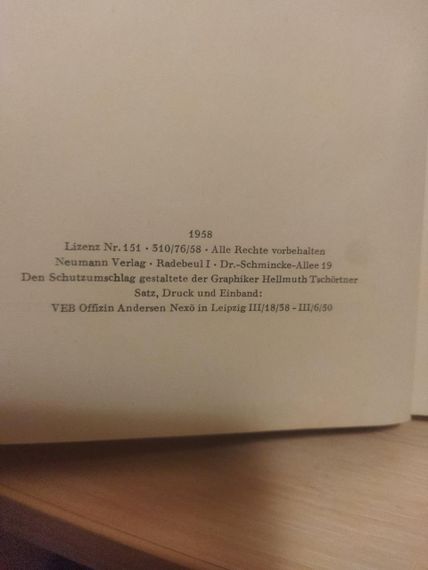 1958
Lizenz Nr. 151 · 310/76/58 · Alle Rechte vorbehalten
Neumann Verlag · Radebeul I · Dr.-Schmincke-Allee 19
Den Schutzumschlag gestaltete der Graphiker Hellmuth Tschörtner
Satz, Druck und Einband:
VEB Offizin Andersen Nexö in Leipzig III/18/38 – III/6/50